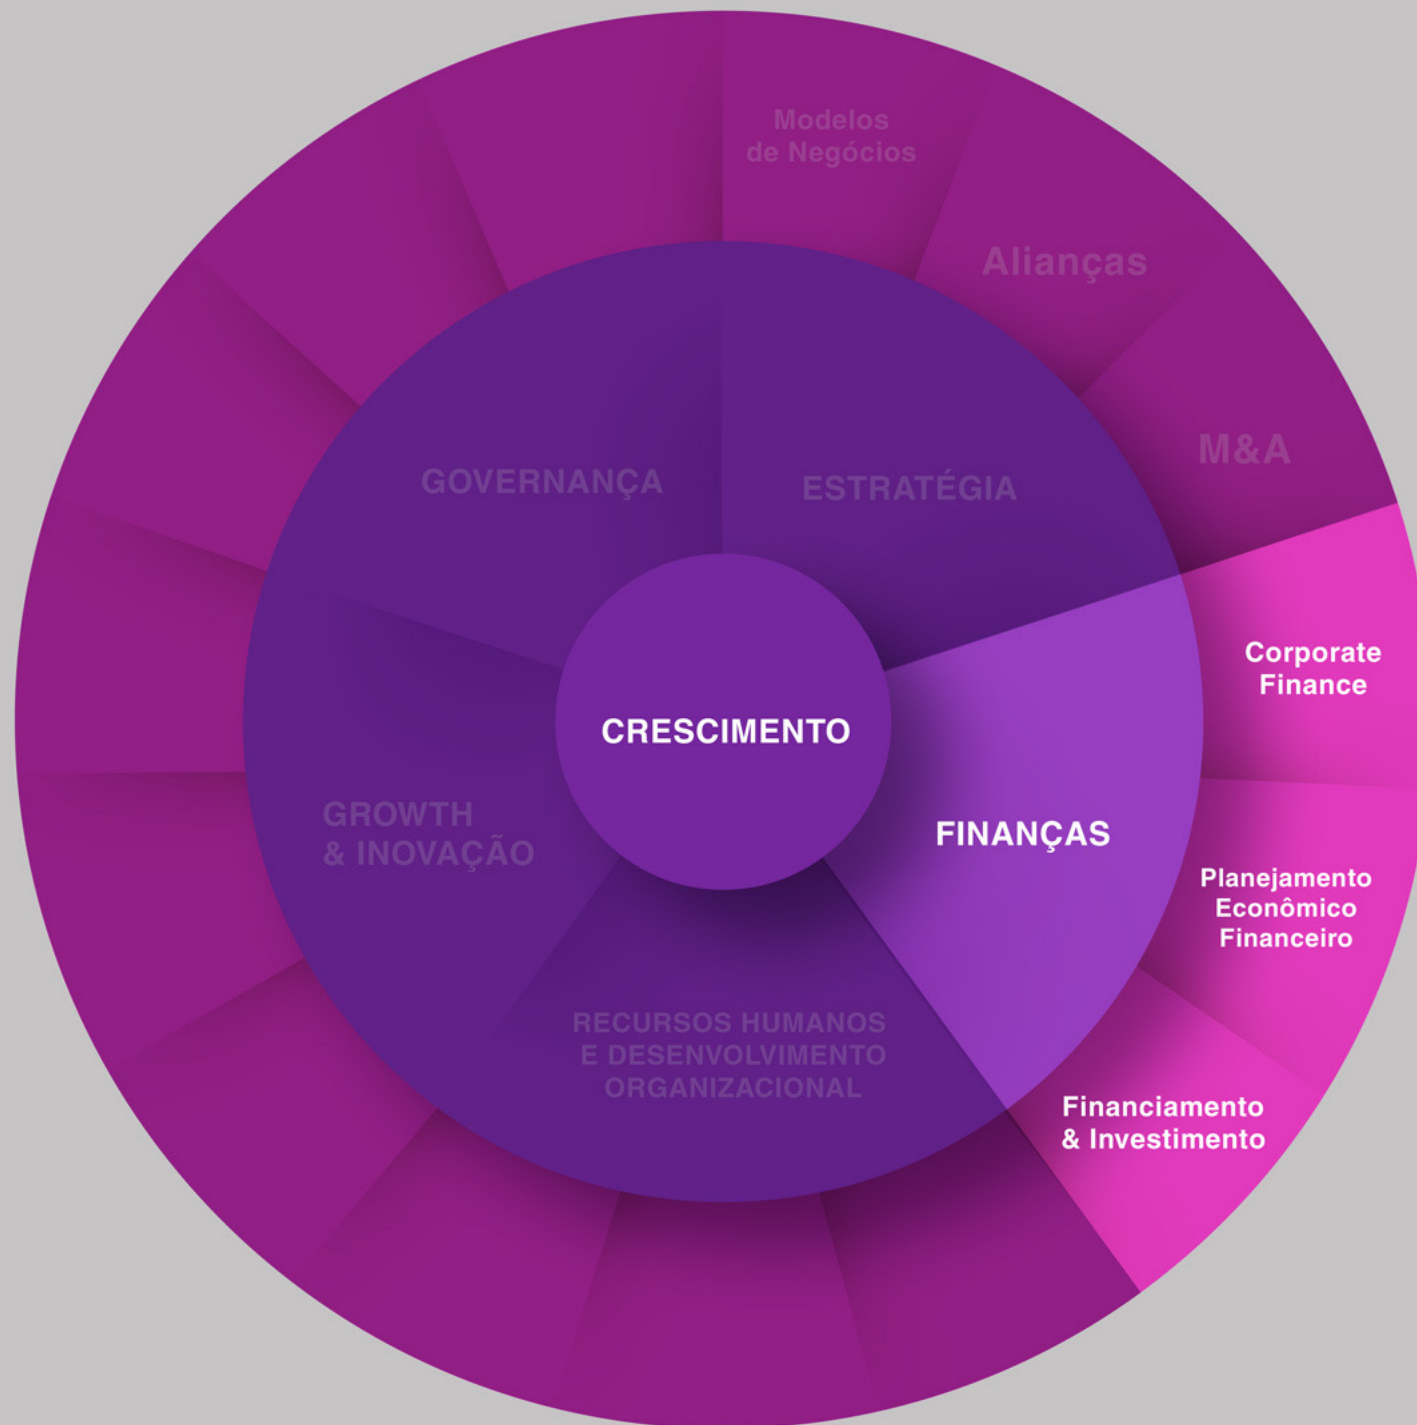 Modelos
de Negócios
Alianças
M&A
GOVERNANÇA
ESTRATÉGIA
Corporate
Finance
CRESCIMENTO
GROWTH
& INOVAÇÃO
FINANÇAS
Planejamento
Econômico
Financeiro
RECURSOS HUMANOS
E DESENVOLVIMENTO
ORGANIZACIONAL
Financiamento
& Investimento